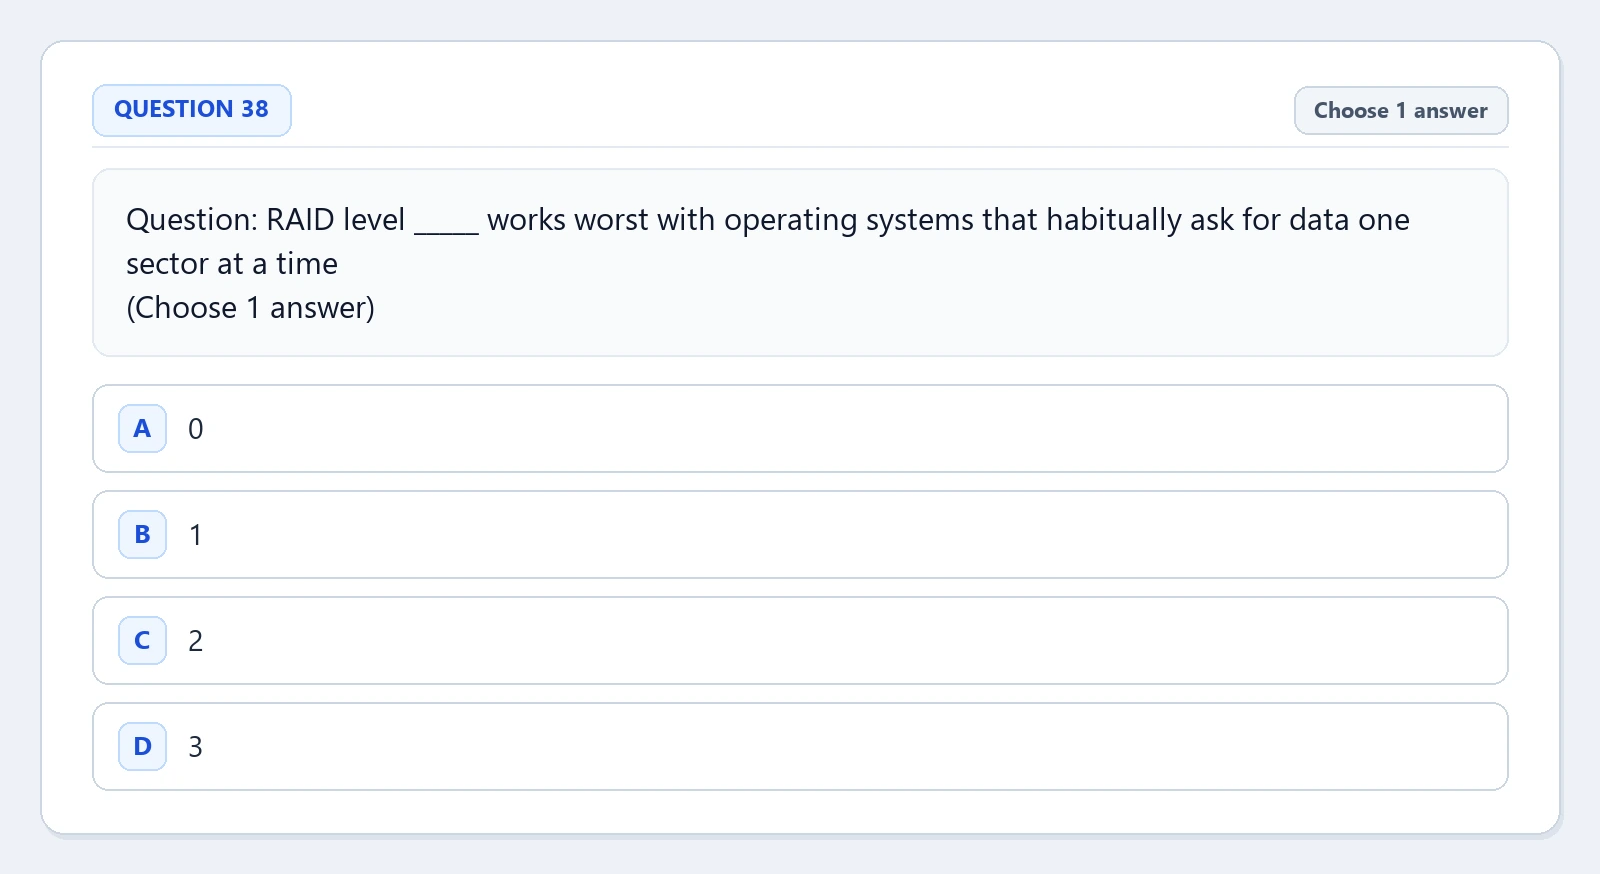 QUESTION 38
Choose 1 answer
Question: RAID level _____ works worst with operating systems that habitually ask for data one
sector at a time
(Choose 1 answer)
A 0
B 1
C 2
D 3